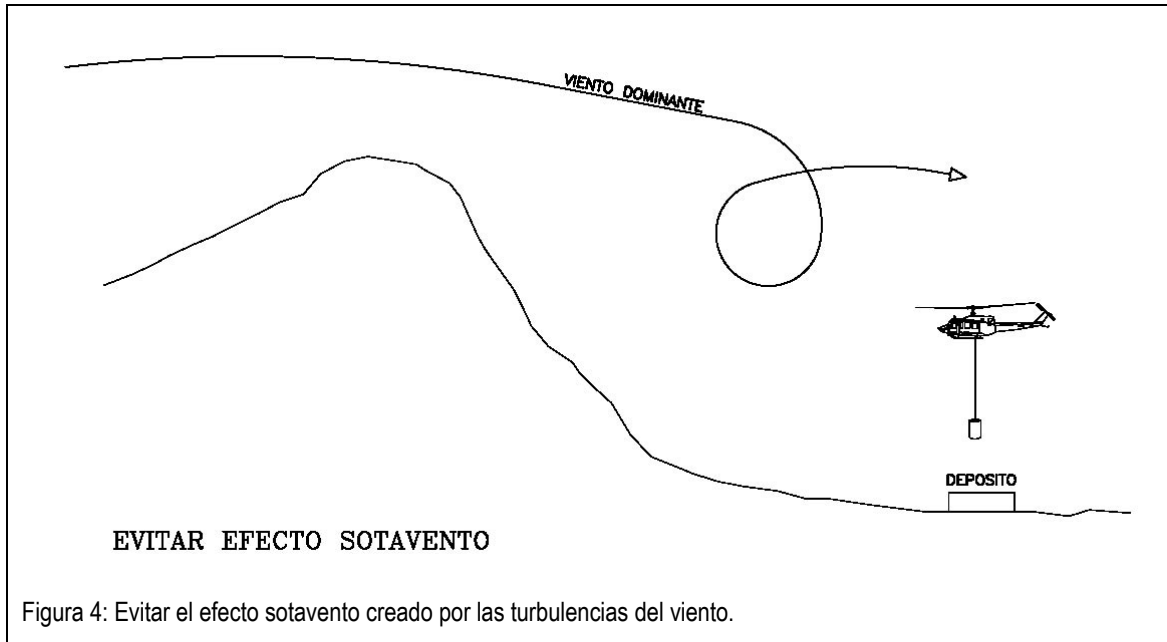 VIENTO DOMINANTE
DEPOSITO
EVITAR EFECTO SOTAVENTO
Figura 4: Evitar el efecto sotavento creado por las turbulencias del viento.